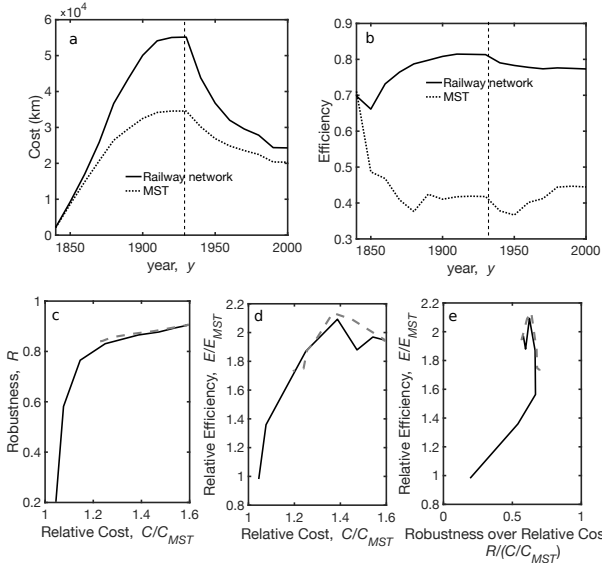 ×10⁴
6
5
4
3
2
1
0
Cost (km)
a
Railway network
MST
1850
1900
1950
2000
year, y
0.9
0.8
0.7
0.6
0.5
0.4
0.3
Efficiency
b
Railway network
MST
1850
1900
1950
2000
year, y
1
0.8
0.6
0.4
0.2
Robustness, R
c
1
1.2
1.4
1.6
Relative Cost, C/C_MST
2.2
2
1.8
1.6
1.4
1.2
1
0.8
Relative Efficiency, E/E_MST
d
1
1.2
1.4
1.6
Relative Cost, C/C_MST
2.2
2
1.8
1.6
1.4
1.2
1
0.8
Relative Efficiency, E/E_MST
e
0
0.5
1
Robustness over Relative Cos
R/(C/C_MST)